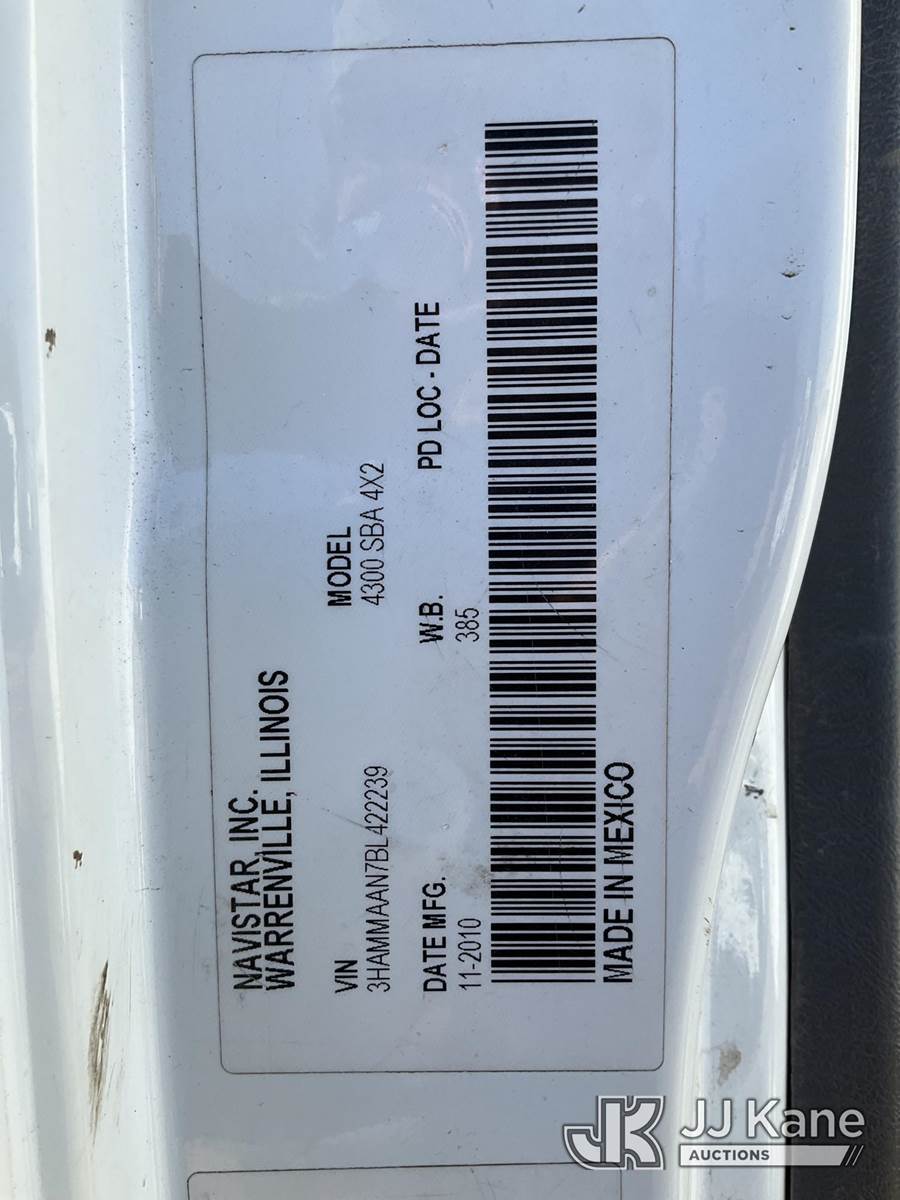 NAVISTAR, INC.
WARRENVILLE, ILLINOIS
VIN MODEL
3HAMMAAN7BL422239 4300 SBA 4X2
DATE MFG. W.B. PD LOC - DATE
11-2010 385
MADE IN MEXICO
JK JJ Kane
AUCTIONS